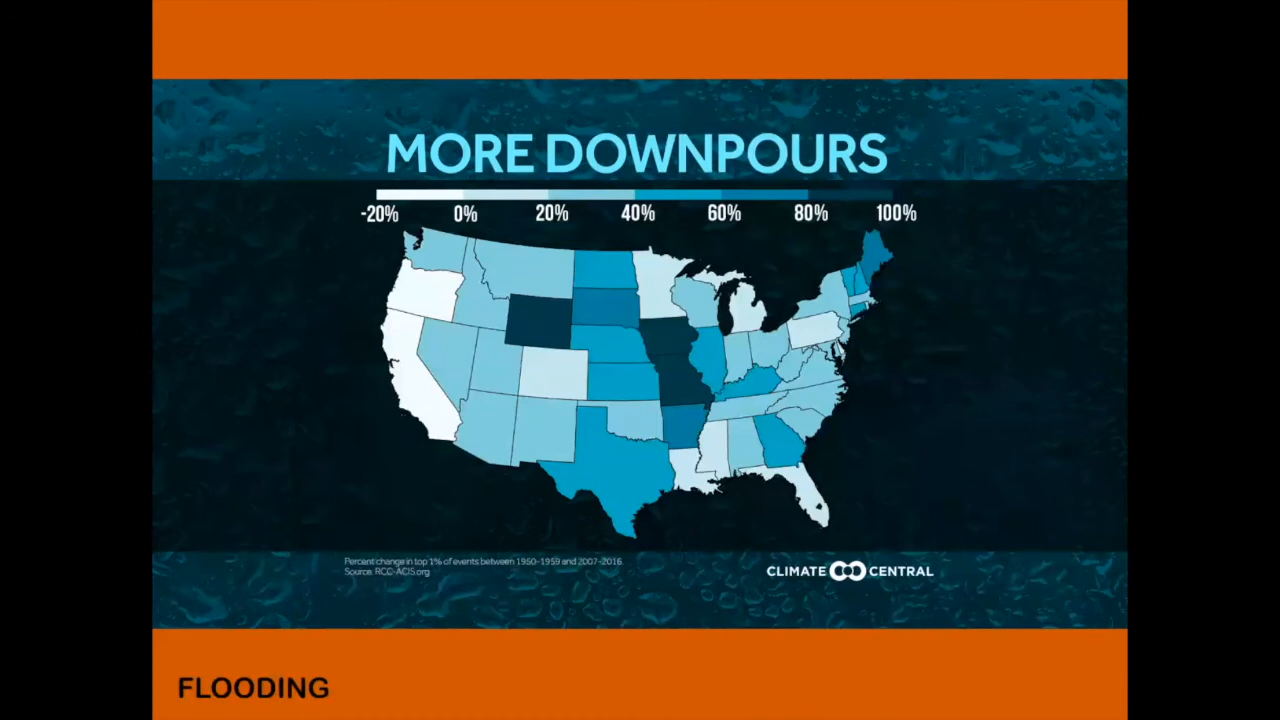 MORE DOWNPOURS
-20% 0% 20% 40% 60% 80% 100%
Percent change in top 1% of events between 1950-1959 and 2007-2016.
Source: RCC-ACIS.org
CLIMATE CENTRAL
FLOODING